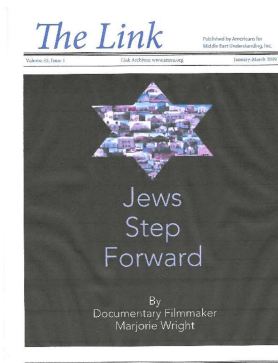 The Link
Published by Americans for
Middle East Understanding, Inc.
Link Archives: www.ameu.org
January-March
Jews
Step
Forward
By
Documentary Filmmaker
Marjorie Wright